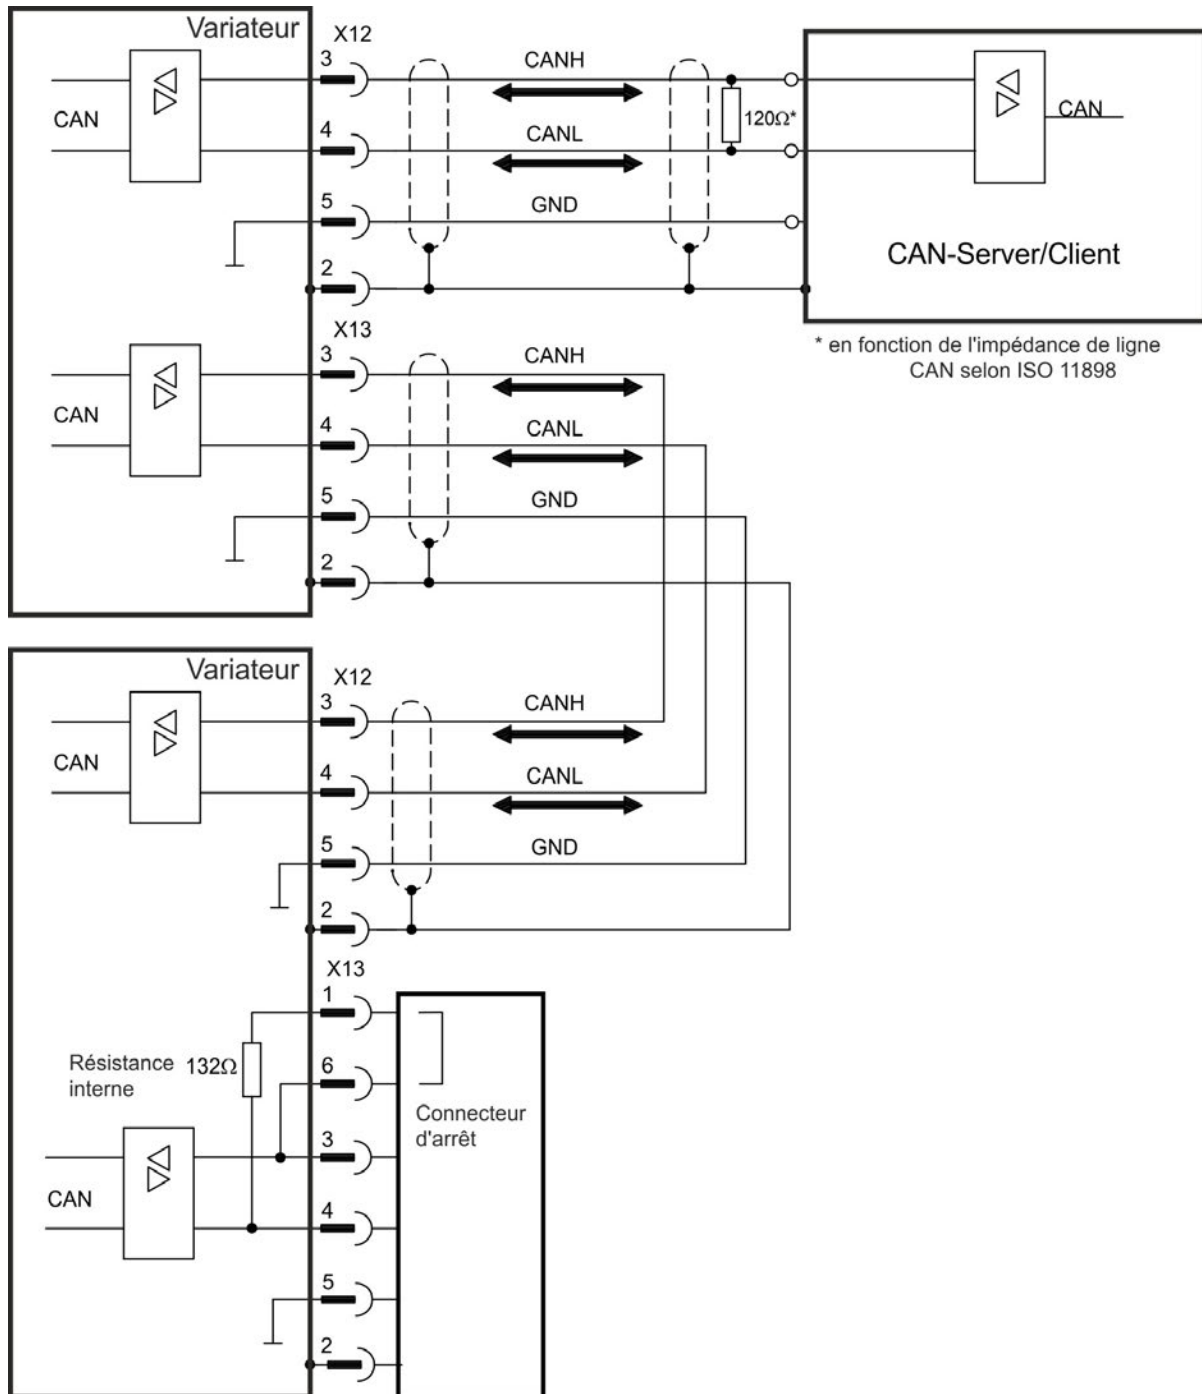 Variateur
X12
3
CANH
CAN
120Ω*
CAN
4
CANL
5
GND
CAN-Server/Client
2
* en fonction de l'impédance de ligne
CAN selon ISO 11898
X13
3
CANH
CAN
4
CANL
5
GND
2
Variateur
X12
3
CANH
CAN
4
CANL
5
GND
2
X13
1
Résistance
interne
132Ω
6
Connecteur
d'arrêt
3
CAN
4
5
2